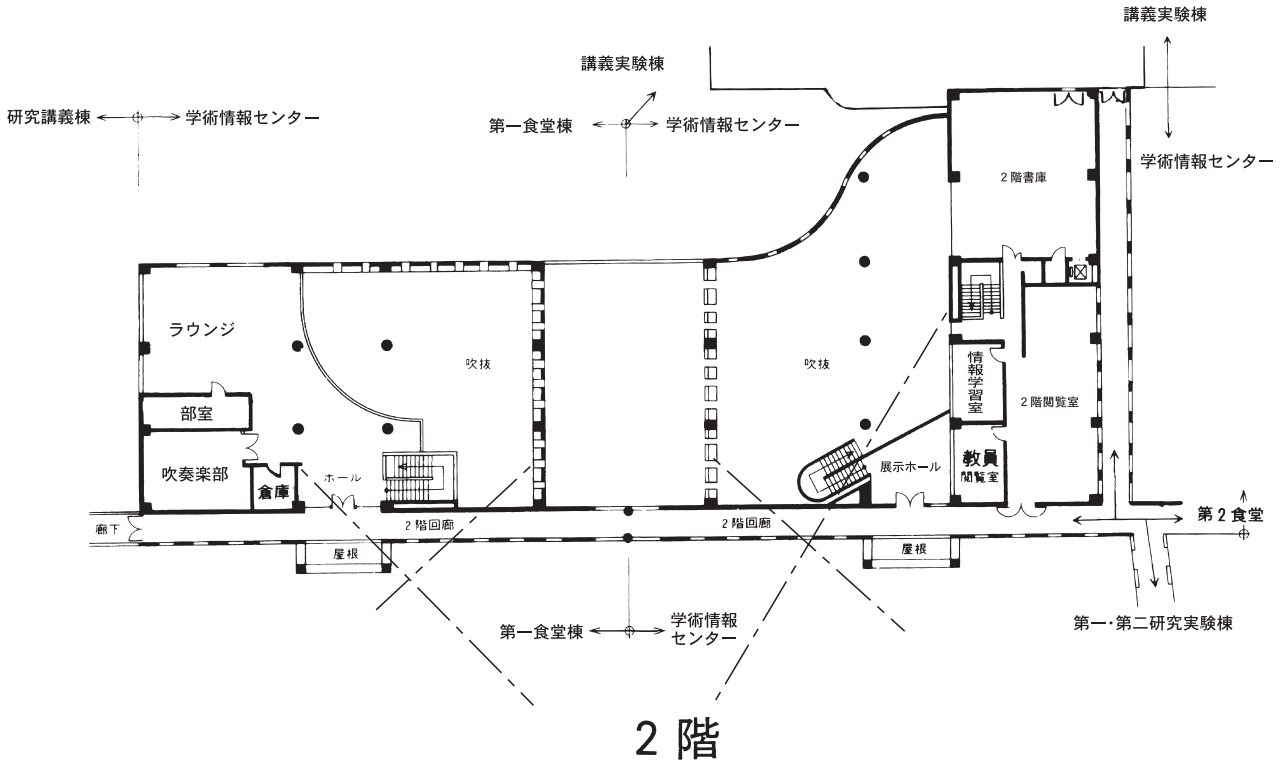 講義実験棟
講義実験棟
研究講義棟
学術情報センター
第一食堂棟
学術情報センター
学術情報センター
2階書庫
ラウンジ
吹抜
吹抜
情報学習室
2階閲覧室
部室
吹奏楽部
倉庫
ホール
展示ホール
教員
閲覧室
廊下
2階回廊
2階回廊
第2食堂
屋根
屋根
第一食堂棟
学術情報
センター
第一・第二研究実験棟
2階